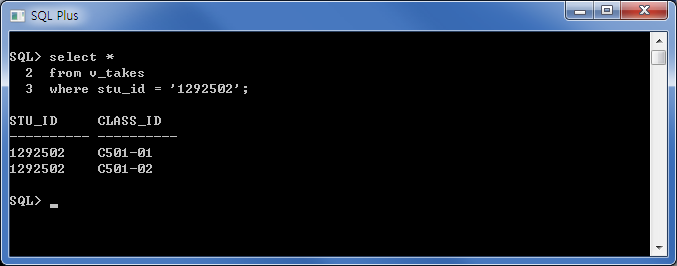 SQL Plus
SQL> select *
  2  from v_takes
  3  where stu_id = '1292502';
STU_ID     CLASS_ID
---------- ----------
1292502    C501-01
1292502    C501-02
SQL> _